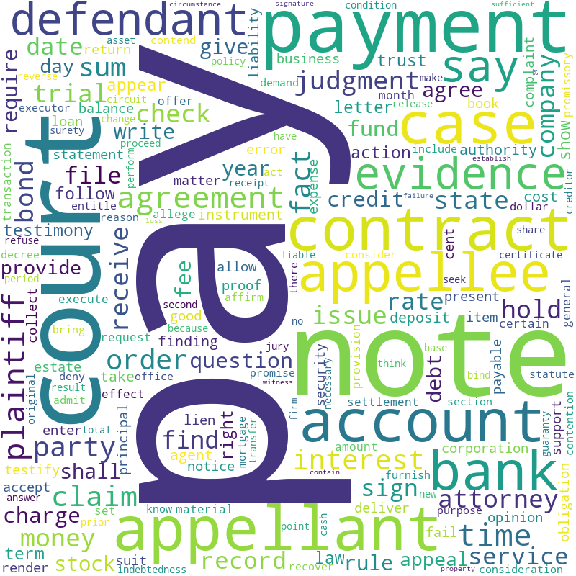 circumstance signature
defendant payment condition sufficient
asset contend give liability say complaint
date return policy business trust promissory
require day sum appear reverse circuit demand month make judgment case company
executor trial change offer check letter release agree book show
surety balance
loan write fund authority
transaction bond statement perform proceed have error action include establish evidence creditor
file year act fact expense
follow matter receipt
entitle reason agreement instrument credit state cost dollar
testimony allege share
refuse provide receive fee allow there liable consider contract certificate
decree proof cent seek
period execute second good affirm appellee
collect because no
plaintiff bring request finding jury issue rate present hold general
court pay note
estate order question deposit item certain
deny take office promise provision
original result effect witness security think base debt payable bind statute
admit firm necessary
enter total principal lien find right mortgage transfer settlement section account
party agent amount corporation guaranty support contention
testify shall notice contain interest furnish new bank obligation
accept know material cash sign purpose
answer set claim deliver attorney
charge prior appellant point fail opinion
money term record law rule appeal time service
render stock suit recover
indebtedness property consideration
loss